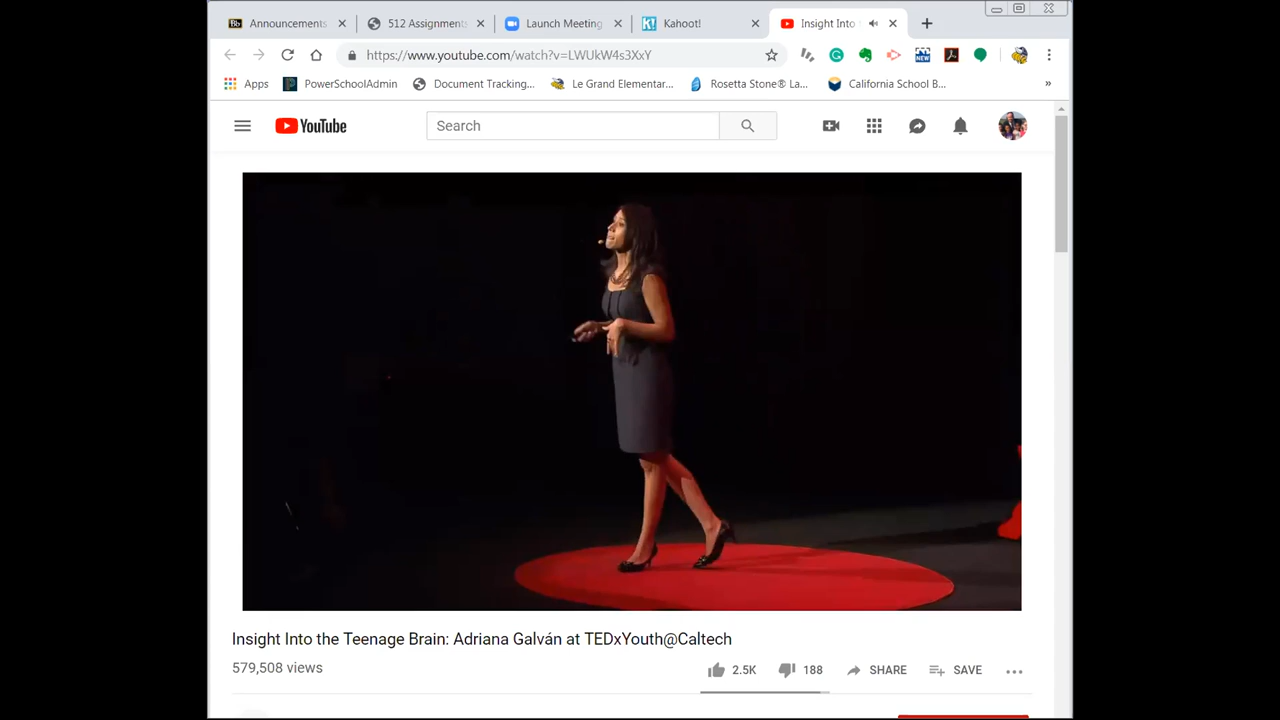 Announcements
512 Assignments
Launch Meeting
Kahoot!
Insight Into
https://www.youtube.com/watch?v=LWUkW4s3XxY
NEW
Apps
PowerSchoolAdmin
Document Tracking...
Le Grand Elementar...
Rosetta Stone® La...
California School B...
»
YouTube
Search
Insight Into the Teenage Brain: Adriana Galván at TEDxYouth@Caltech
579,508 views
2.5K
188
SHARE
SAVE